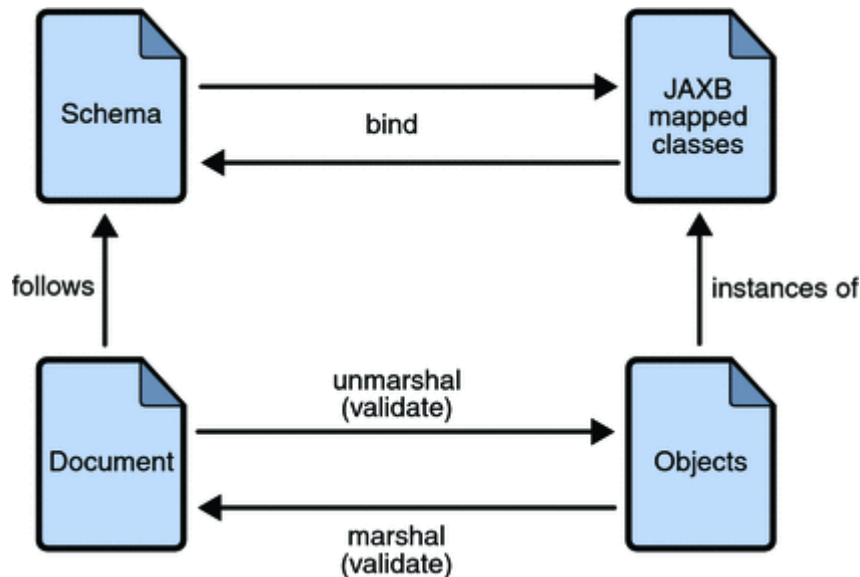 Schema
bind
JAXB
mapped
classes
follows
instances of
Document
unmarshal
(validate)
Objects
marshal
(validate)